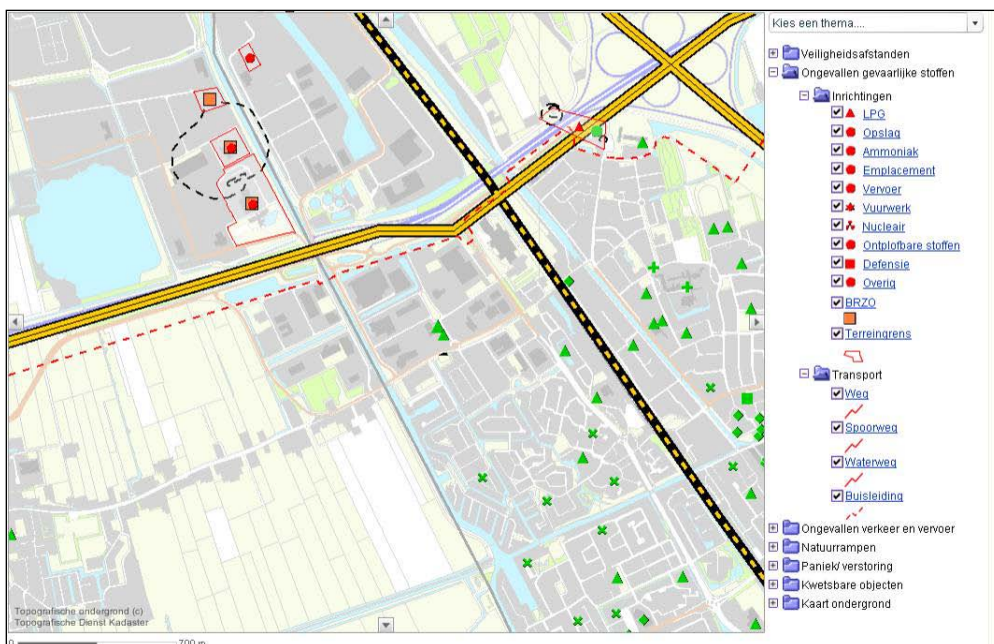 Kies een thema....
Veiligheidsafstanden
Ongevallen gevaarlijke stoffen
Inrichtingen
LPG
Opslag
Ammoniak
Emplacement
Vervoer
Vuurwerk
Nucleair
Ontplofbare stoffen
Defensie
Overig
BRZO
Terreingrens
Transport
Weg
Spoorweg
Waterweg
Buisleiding
Ongevallen verkeer en vervoer
Natuurrampen
Paniek/ verstoring
Kwetsbare objecten
Kaart ondergrond
Topografische ondergrond (c)
Topografische Dienst Kadaster
0 700 m